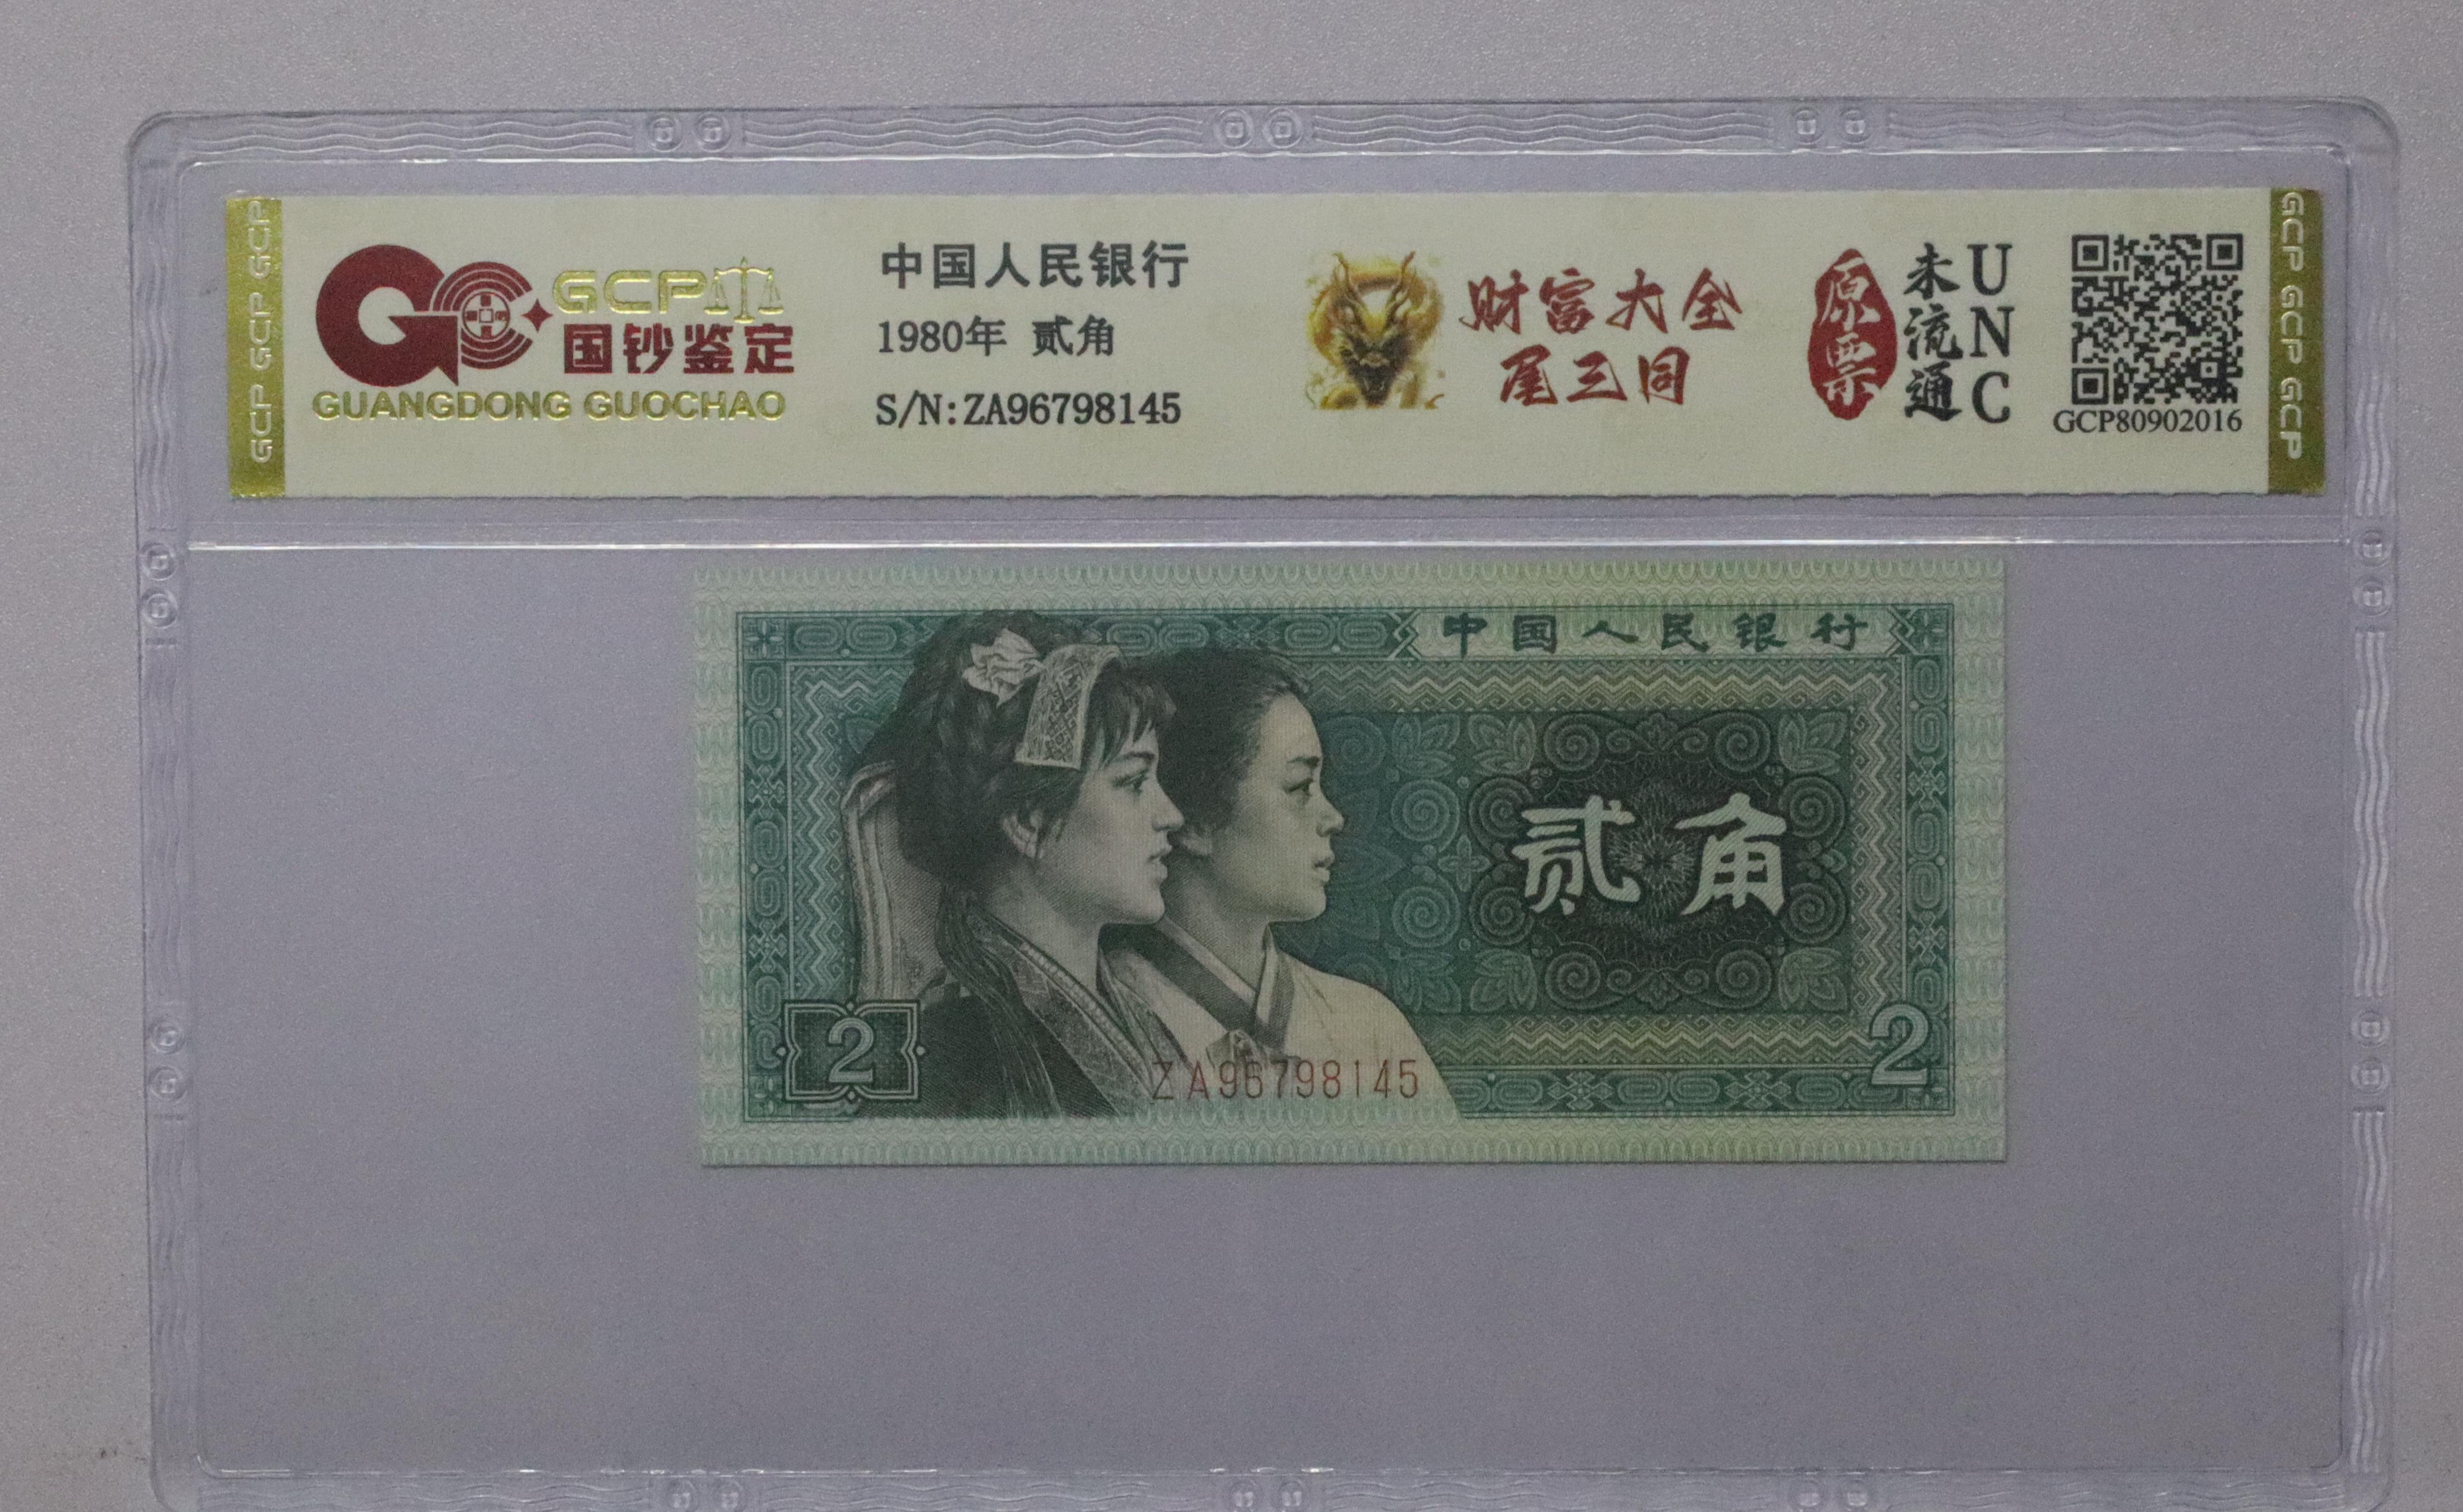 GCP GCP GCP
GC
GCP
国钞鉴定
GUANGDONG GUOCHAO
中国人民银行
1980年 贰角
S/N:ZA96798145
财富大全
尾三同
原票
未流通
UNC
GCP80902016
GCP GCP GCP
中国人民银行
贰角
2
2
ZA96798145